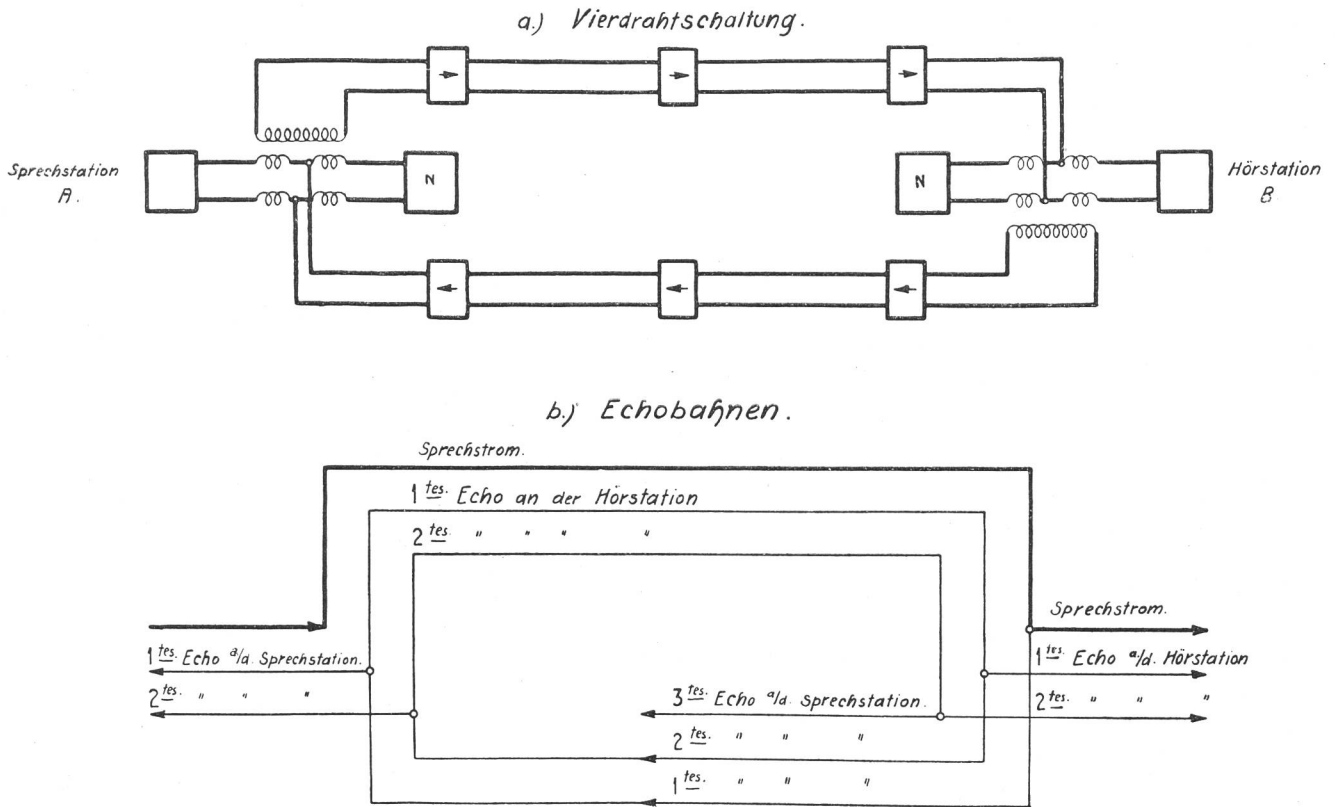 a.) Vierdrahtschaltung.
Sprechstation
A.
N
N
Hörstation
B
b.) Echobahnen.
Sprechstrom.
1tes. Echo an der Hörstation
2tes. " " " "
Sprechstrom.
1tes. Echo a/d. Sprechstation.
1tes. Echo a/d. Hörstation
2tes. " " "
3tes. Echo a/d. Sprechstation.
2tes. " " "
2tes. " " "
1tes. " " "